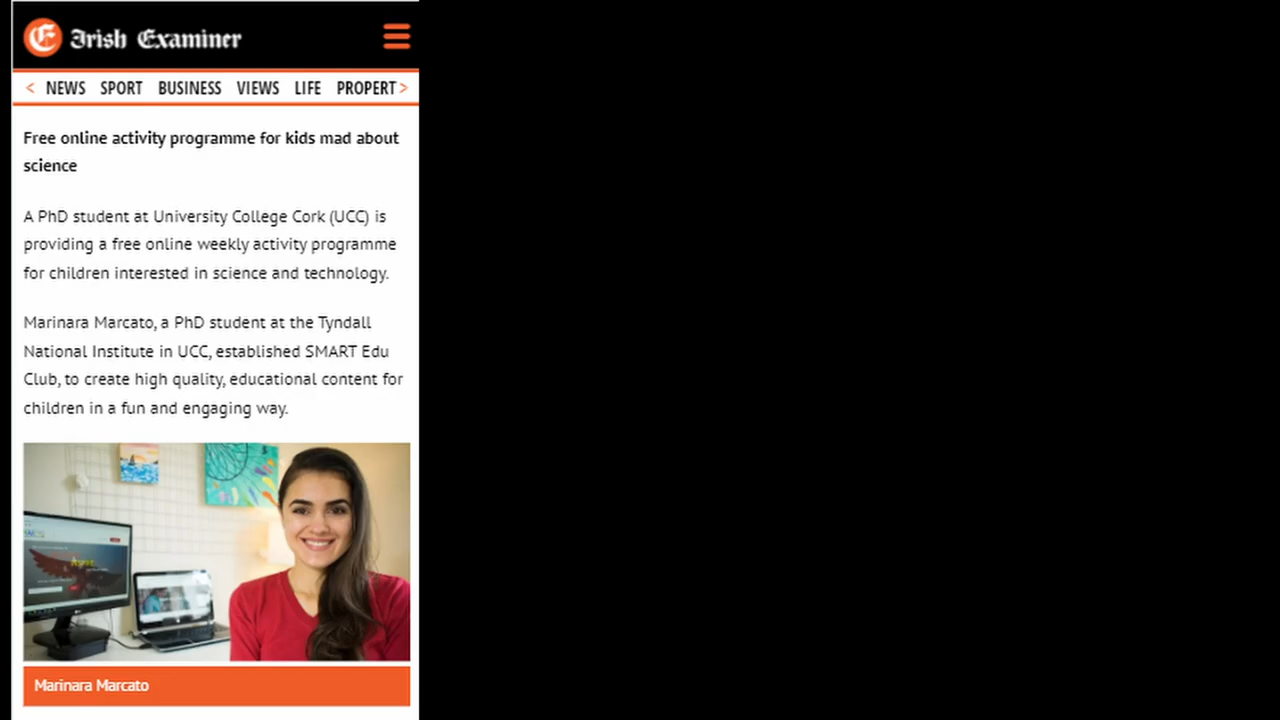 Irish Examiner
< NEWS SPORT BUSINESS VIEWS LIFE PROPERT >
Free online activity programme for kids mad about
science
A PhD student at University College Cork (UCC) is
providing a free online weekly activity programme
for children interested in science and technology.
Marinara Marcato, a PhD student at the Tyndall
National Institute in UCC, established SMART Edu
Club, to create high quality, educational content for
children in a fun and engaging way.
Marinara Marcato